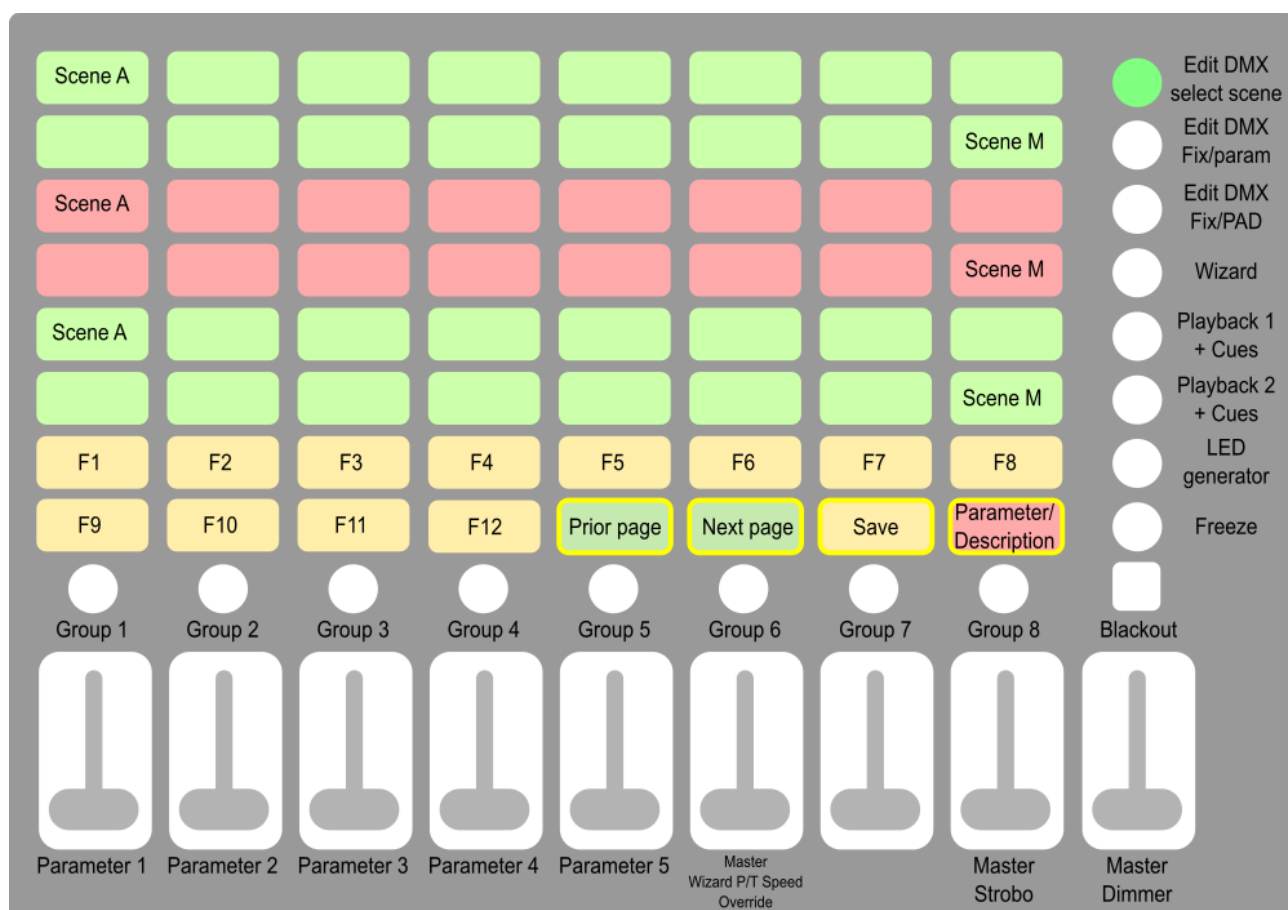 Scene A
Edit DMX
select scene
Scene M
Edit DMX
Fix/param
Scene A
Edit DMX
Fix/PAD
Scene M
Wizard
Scene A
Playback 1
+ Cues
Scene M
Playback 2
+ Cues
F1 F2 F3 F4 F5 F6 F7 F8
LED
generator
F9 F10 F11 F12 Prior page Next page Save
Parameter/
Description
Freeze
Group 1 Group 2 Group 3 Group 4 Group 5 Group 6 Group 7 Group 8 Blackout
Parameter 1 Parameter 2 Parameter 3 Parameter 4 Parameter 5
Master
Wizard P/T Speed
Override
Master
Strobo
Master
Dimmer